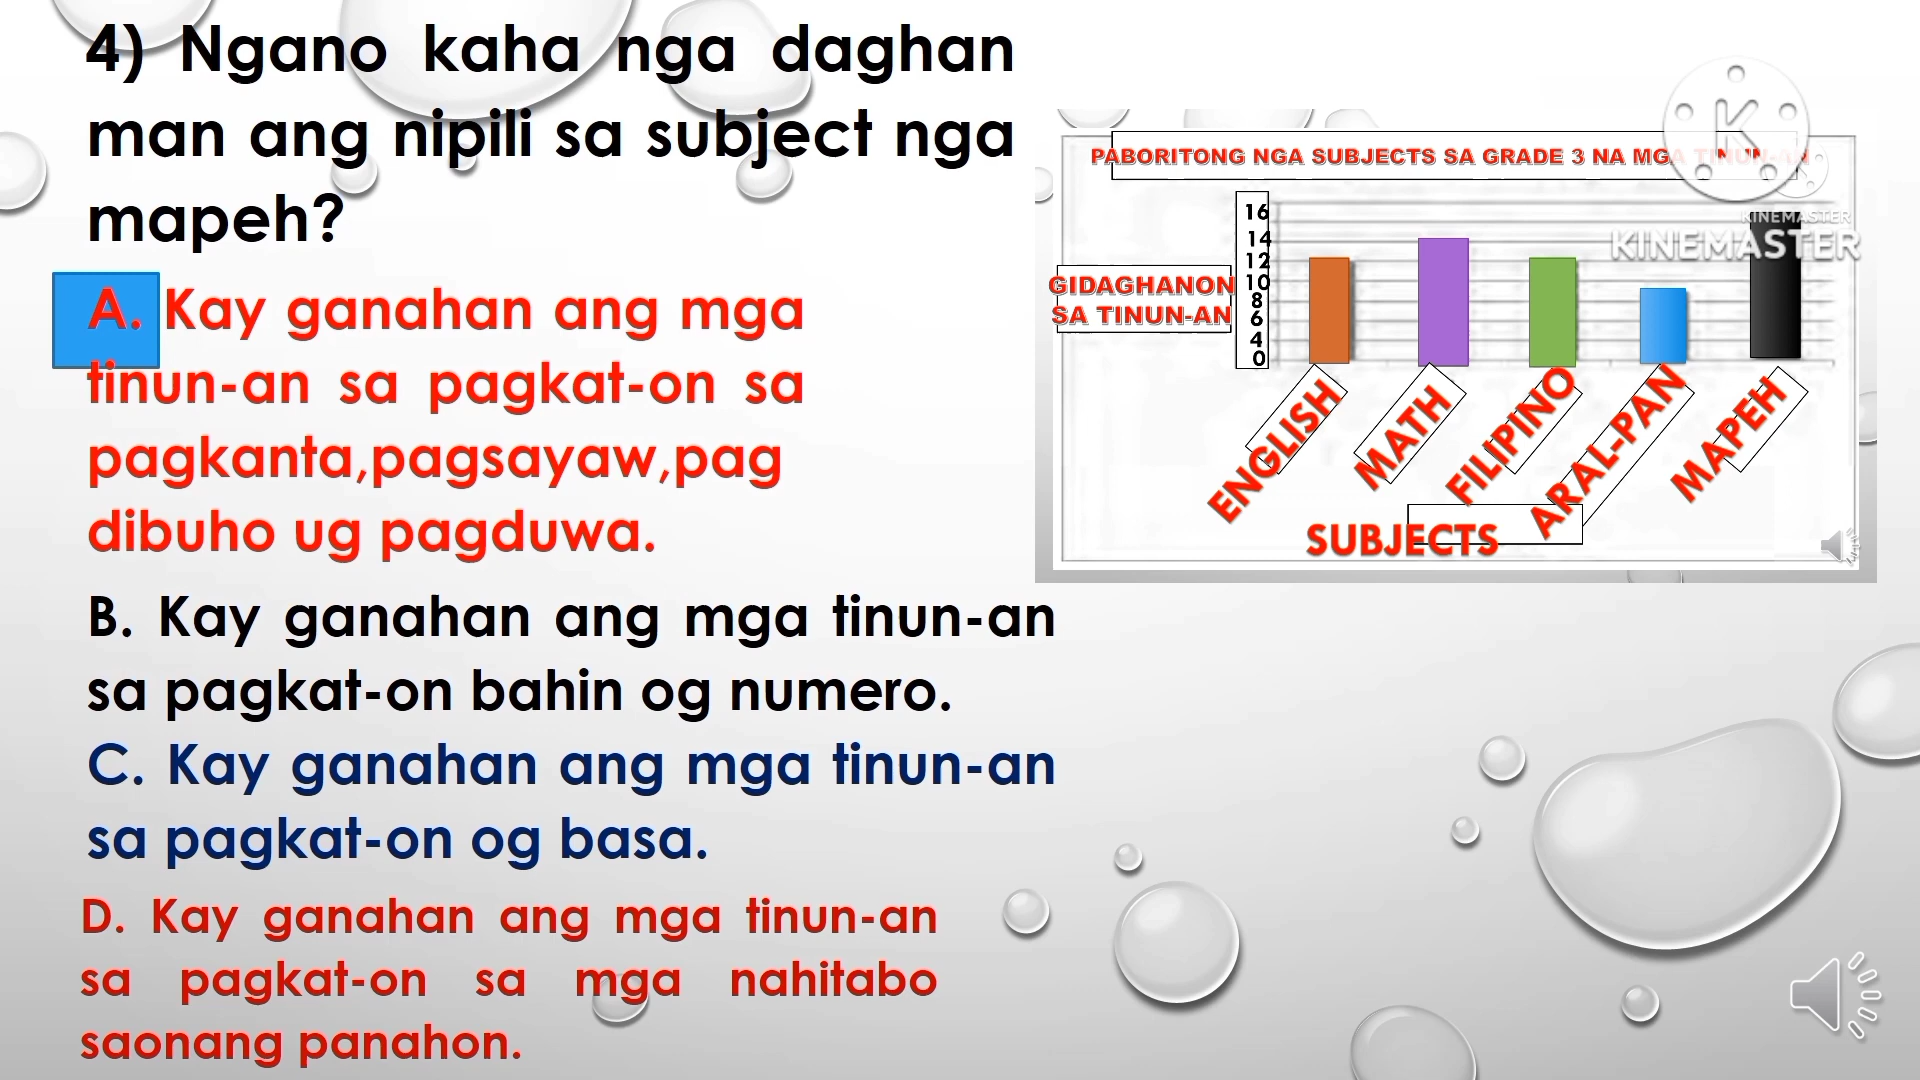 4) Ngano kaha nga daghan
man ang nipili sa subject nga
mapeh?
A. Kay ganahan ang mga
tinun-an sa pagkat-on sa
pagkanta,pagsayaw,pag
dibuho ug pagduwa.
B. Kay ganahan ang mga tinun-an
sa pagkat-on bahin og numero.
C. Kay ganahan ang mga tinun-an
sa pagkat-on og basa.
D. Kay ganahan ang mga tinun-an
sa pagkat-on sa mga nahitabo
saonang panahon.
PABORITONG NGA SUBJECTS SA GRADE 3 NA MGA TINUN-AN
GIDAGHANON
SA TINUN-AN
16
14
12
10
8
6
4
0
ENGLISH
MATH
FILIPINO
ARAL-PAN
MAPEH
SUBJECTS
K
KINEMASTER
KINEMASTER